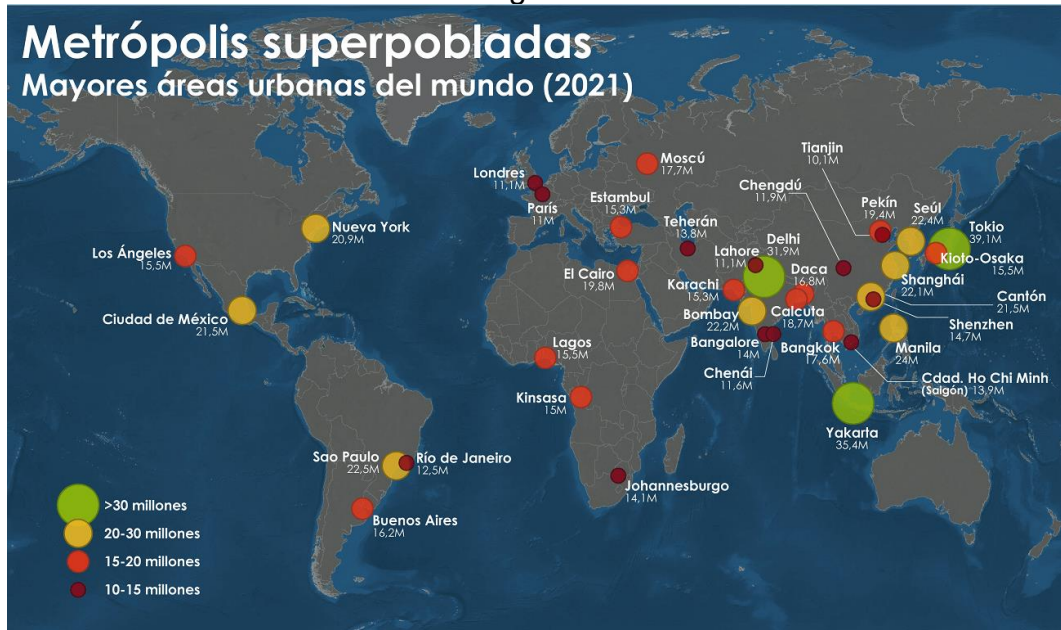 Metrópolis superpobladas
Mayores áreas urbanas del mundo (2021)
Tianjin
10,1M
Moscú
17,7M
Londres
11,1M
París
11M
Estambul
15,3M
Chengdú
11,9M
Pekín
19,4M
Seúl
22,4M
Tokio
39,1M
Nueva York
20,9M
Teherán
13,8M
Lahore
11,1M
Delhi
31,9M
Los Ángeles
15,5M
Kioto-Osaka
15,5M
El Cairo
19,8M
Karachi
15,3M
Daca
16,8M
Shanghái
22,1M
Cantón
21,5M
Ciudad de México
21,5M
Bombay
22,2M
Calcuta
18,7M
Shenzhen
14,7M
Lagos
15,5M
Bangalore
14M
Bangkok
17,6M
Manila
24M
Chenái
11,6M
Cdad. Ho Chi Minh
(Saigón) 13,9M
Kinsasa
15M
Yakarta
35,4M
Sao Paulo
22,5M
Río de Janeiro
12,5M
Johannesburgo
14,1M
Buenos Aires
16,2M
>30 millones
20-30 millones
15-20 millones
10-15 millones